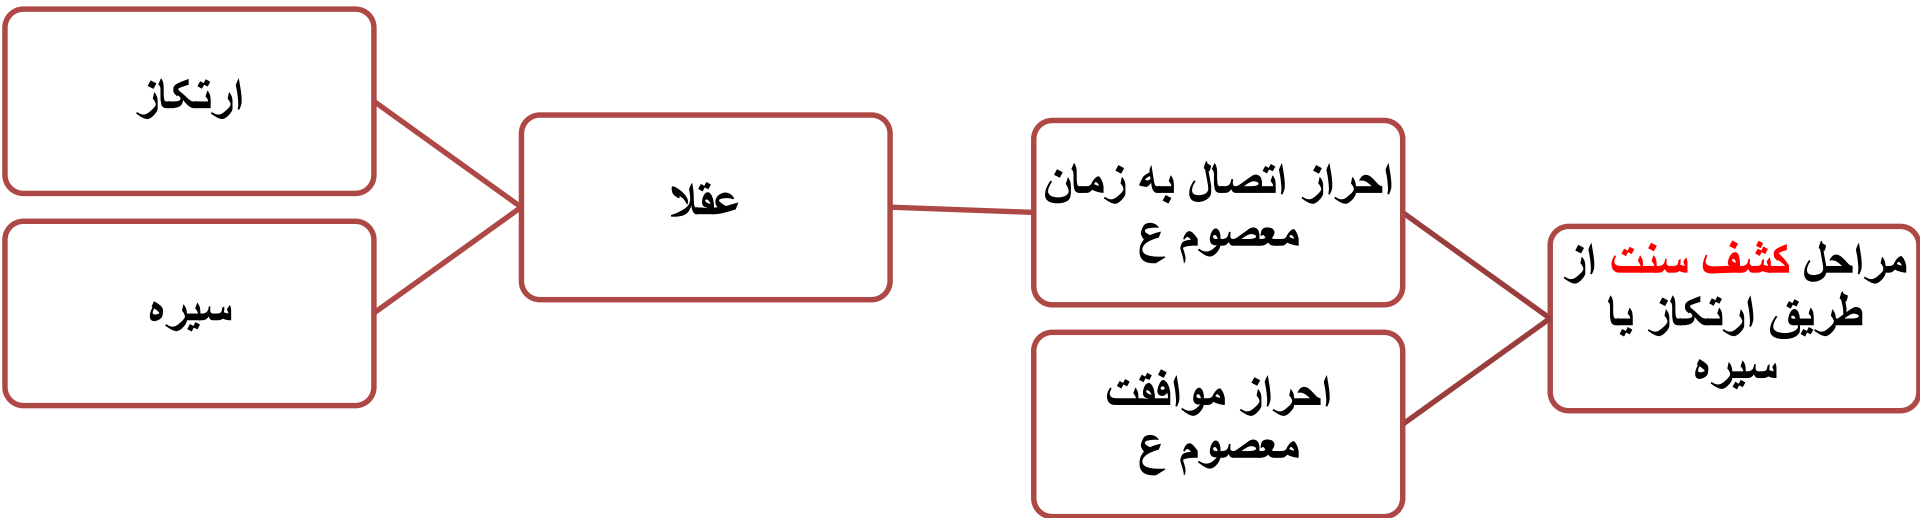 مراحل کشف سنت از
طریق ارتکاز یا
سیره
احراز اتصال به زمان
معصوم ع
عقلا
ارتکاز
سیره
احراز موافقت
معصوم ع